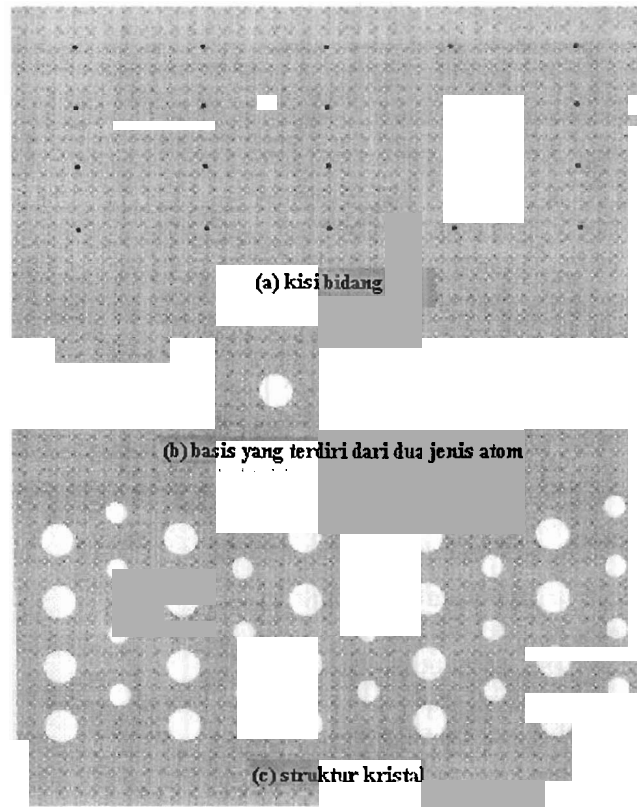 (a) kisi bidang
(b) basis yang terdiri dari dua jenis atom
(c) struktur kristal